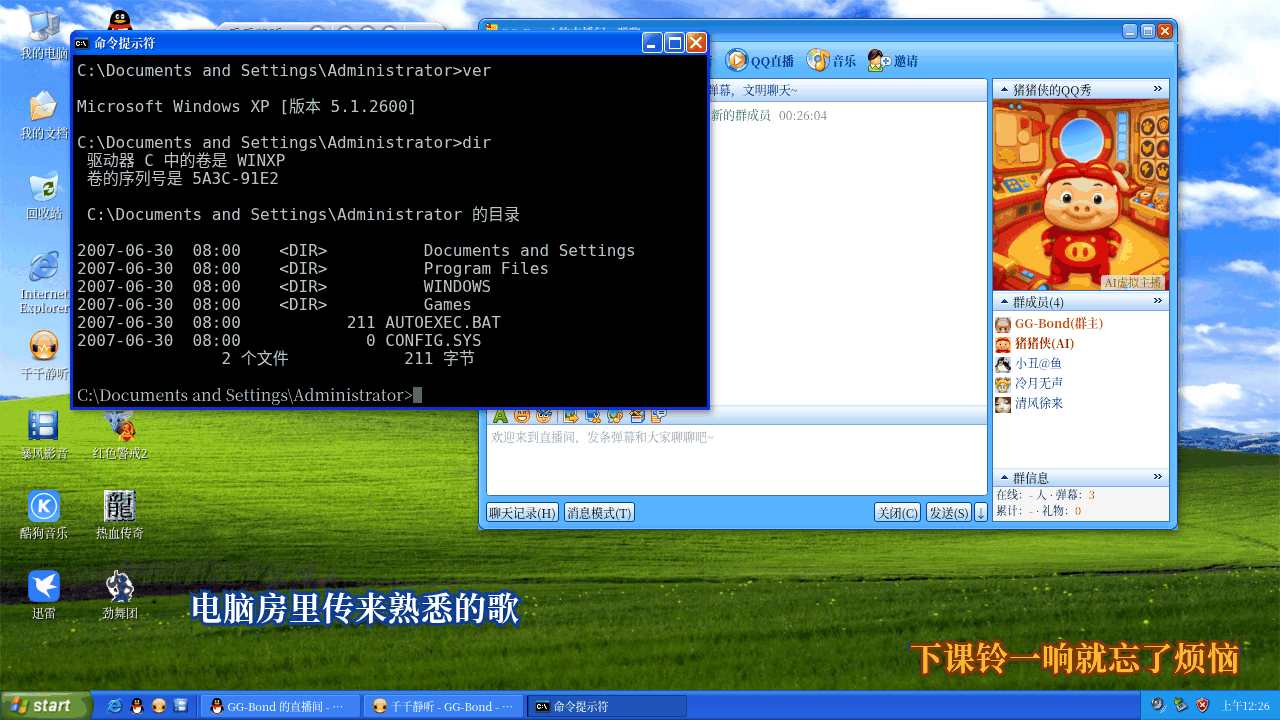 我的电脑
我的文档
回收站
Internet
Explorer
千千静听
暴风影音
红色警戒2
酷狗音乐
热血传奇
迅雷
劲舞团
命令提示符
C:\Documents and Settings\Administrator>ver
Microsoft Windows XP [版本 5.1.2600]
C:\Documents and Settings\Administrator>dir
驱动器 C 中的卷是 WINXP
卷的序列号是 5A3C-91E2
C:\Documents and Settings\Administrator 的目录
2007-06-30  08:00    <DIR>          Documents and Settings
2007-06-30  08:00    <DIR>          Program Files
2007-06-30  08:00    <DIR>          WINDOWS
2007-06-30  08:00    <DIR>          Games
2007-06-30  08:00           211 AUTOEXEC.BAT
2007-06-30  08:00             0 CONFIG.SYS
2 个文件            211 字节
C:\Documents and Settings\Administrator>
QQ直播 音乐 邀请
弹幕，文明聊天~
新的群成员 00:26:04
欢迎来到直播间，发条弹幕和大家聊聊吧~
聊天记录(H) 消息模式(T) 关闭(C) 发送(S) ↓
猪猪侠的QQ秀
AI虚拟主播
群成员(4)
GG-Bond(群主)
猪猪侠(AI)
小丑@鱼
冷月无声
清风徐来
群信息
在线：- 人 · 弹幕：3
累计：- · 礼物：0
电脑房里传来熟悉的歌
下课铃一响就忘了烦恼
start
GG-Bond 的直播间 - ···
千千静听 - GG-Bond - ···
命令提示符
上午12:26